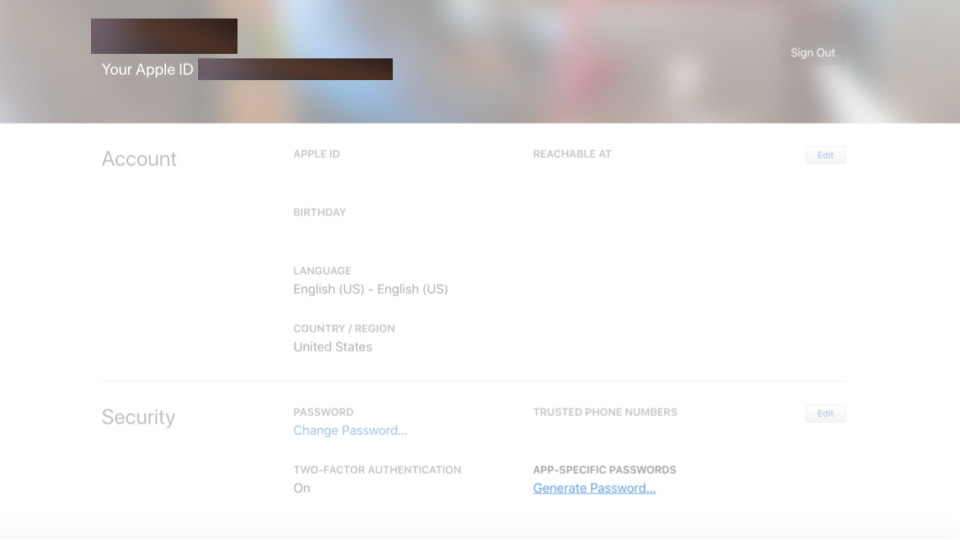 Your Apple ID
Sign Out
Account
APPLE ID
REACHABLE AT
Edit
BIRTHDAY
LANGUAGE
English (US) - English (US)
COUNTRY / REGION
United States
Security
PASSWORD
TRUSTED PHONE NUMBERS
Edit
Change Password...
TWO-FACTOR AUTHENTICATION
APP-SPECIFIC PASSWORDS
On
Generate Password...